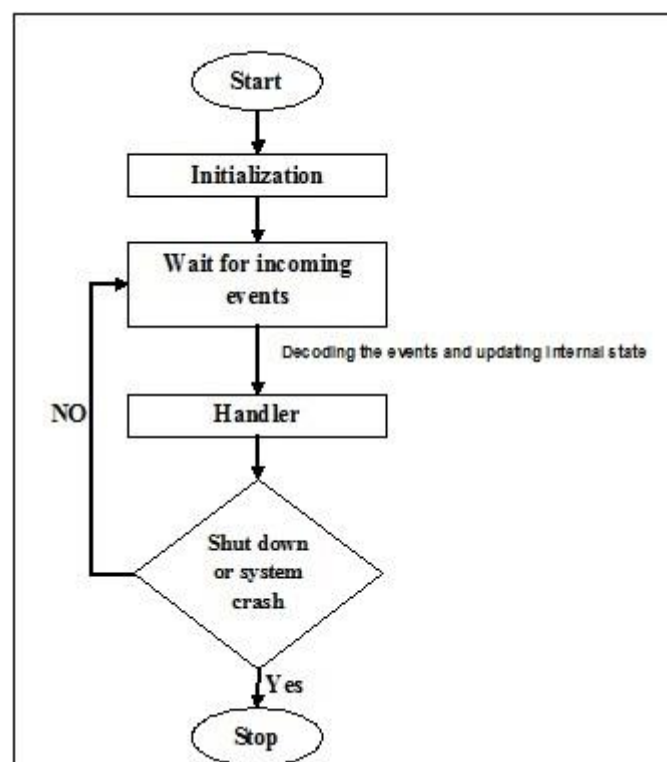 Start
Initialization
Wait for incoming
events
Decoding the events and updating internal state
Handler
NO
Shut down
or system
crash
Yes
Stop